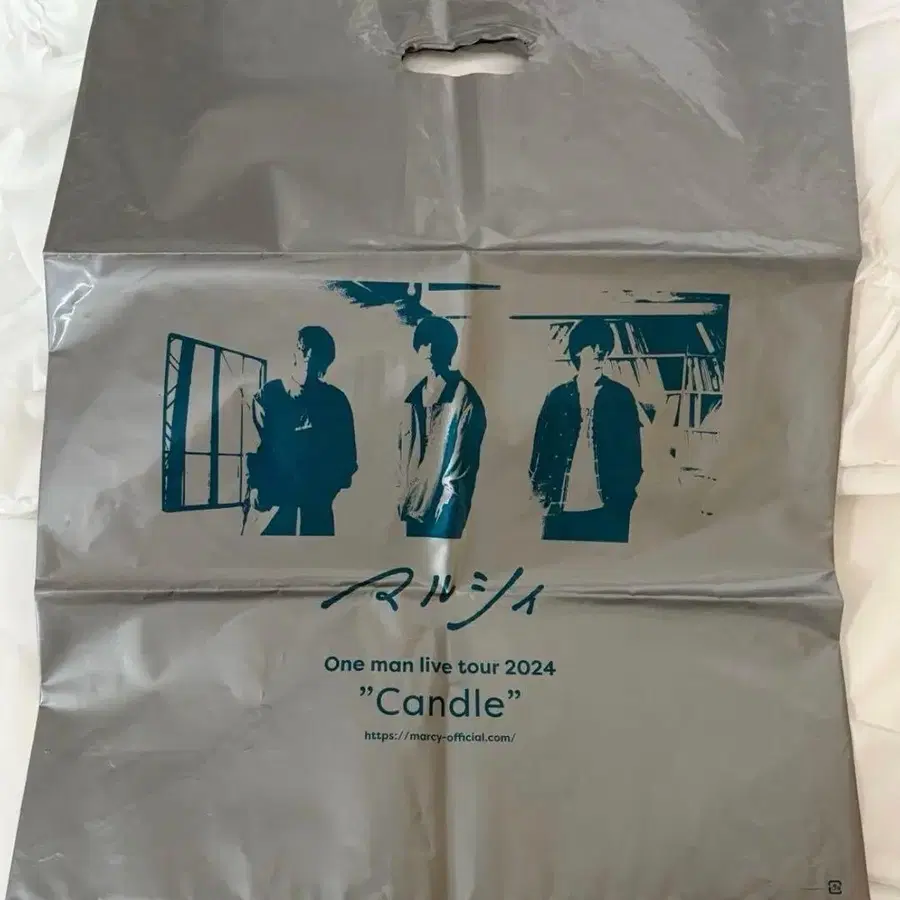 マルシィ
One man live tour 2024
”Candle”
https://marcy-official.com/